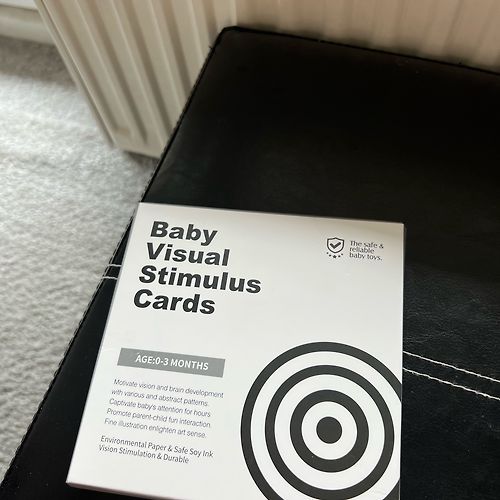 Baby
Visual
Stimulus
Cards
The safe &
reliable
baby toys.
AGE:0-3 MONTHS
Motivate vision and brain development
with various and abstract patterns.
Captivate baby's attention for hours.
Promote parent-child fun interaction.
Fine illustration enlighten art sense.
Environmental Paper & Safe Soy Ink
Vision Stimulation & Durable